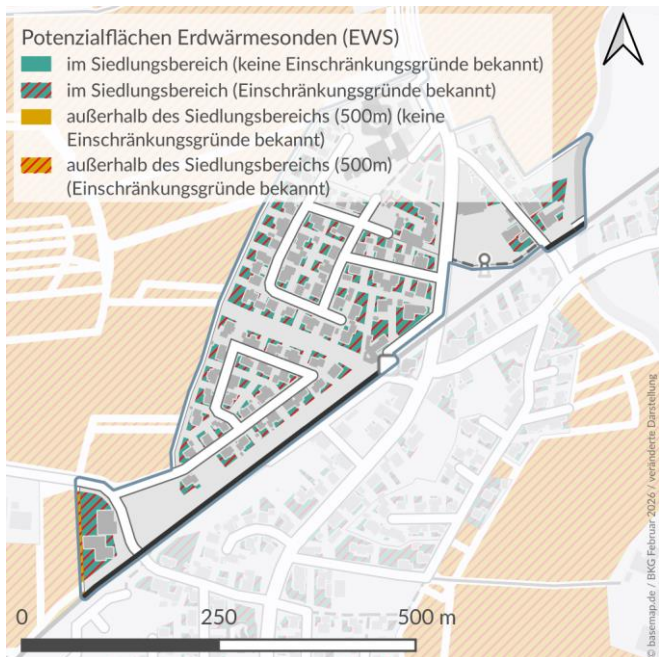 Potenzialflächen Erdwärmesonden (EWS)
im Siedlungsbereich (keine Einschränkungsgründe bekannt)
im Siedlungsbereich (Einschränkungsgründe bekannt)
außerhalb des Siedlungsbereichs (500m) (keine
Einschränkungsgründe bekannt)
außerhalb des Siedlungsbereichs (500m)
(Einschränkungsgründe bekannt)
0
250
500 m
© basemap.de / BKG Februar 2026 / veränderte Darstellung